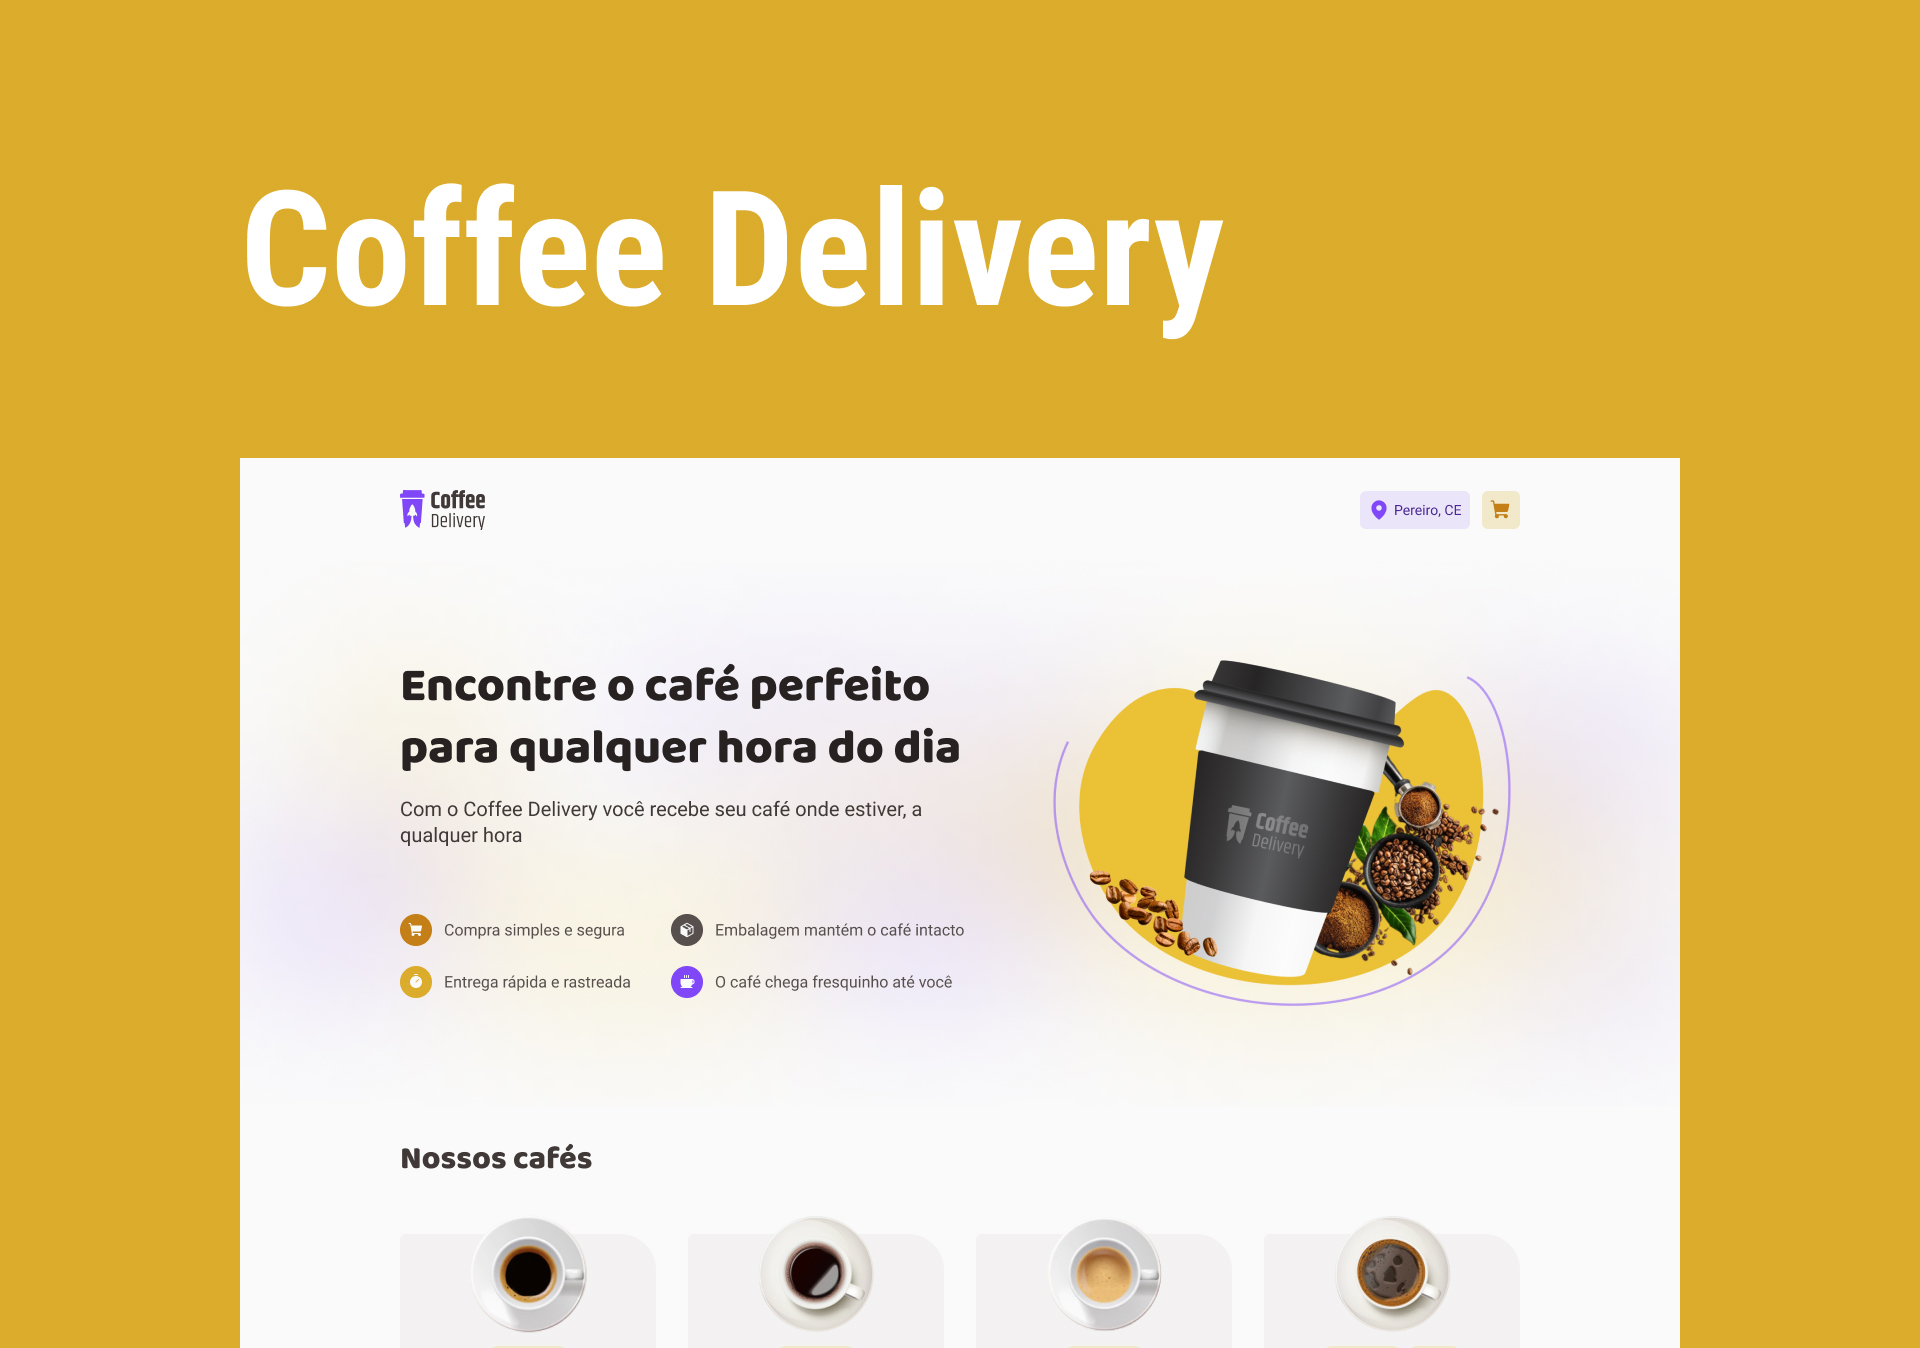 Coffee Delivery
Coffee
Delivery
Pereiro, CE
Encontre o café perfeito
para qualquer hora do dia
Com o Coffee Delivery você recebe seu café onde estiver, a
qualquer hora
Coffee
Delivery
Compra simples e segura
Embalagem mantém o café intacto
Entrega rápida e rastreada
O café chega fresquinho até você
Nossos cafés